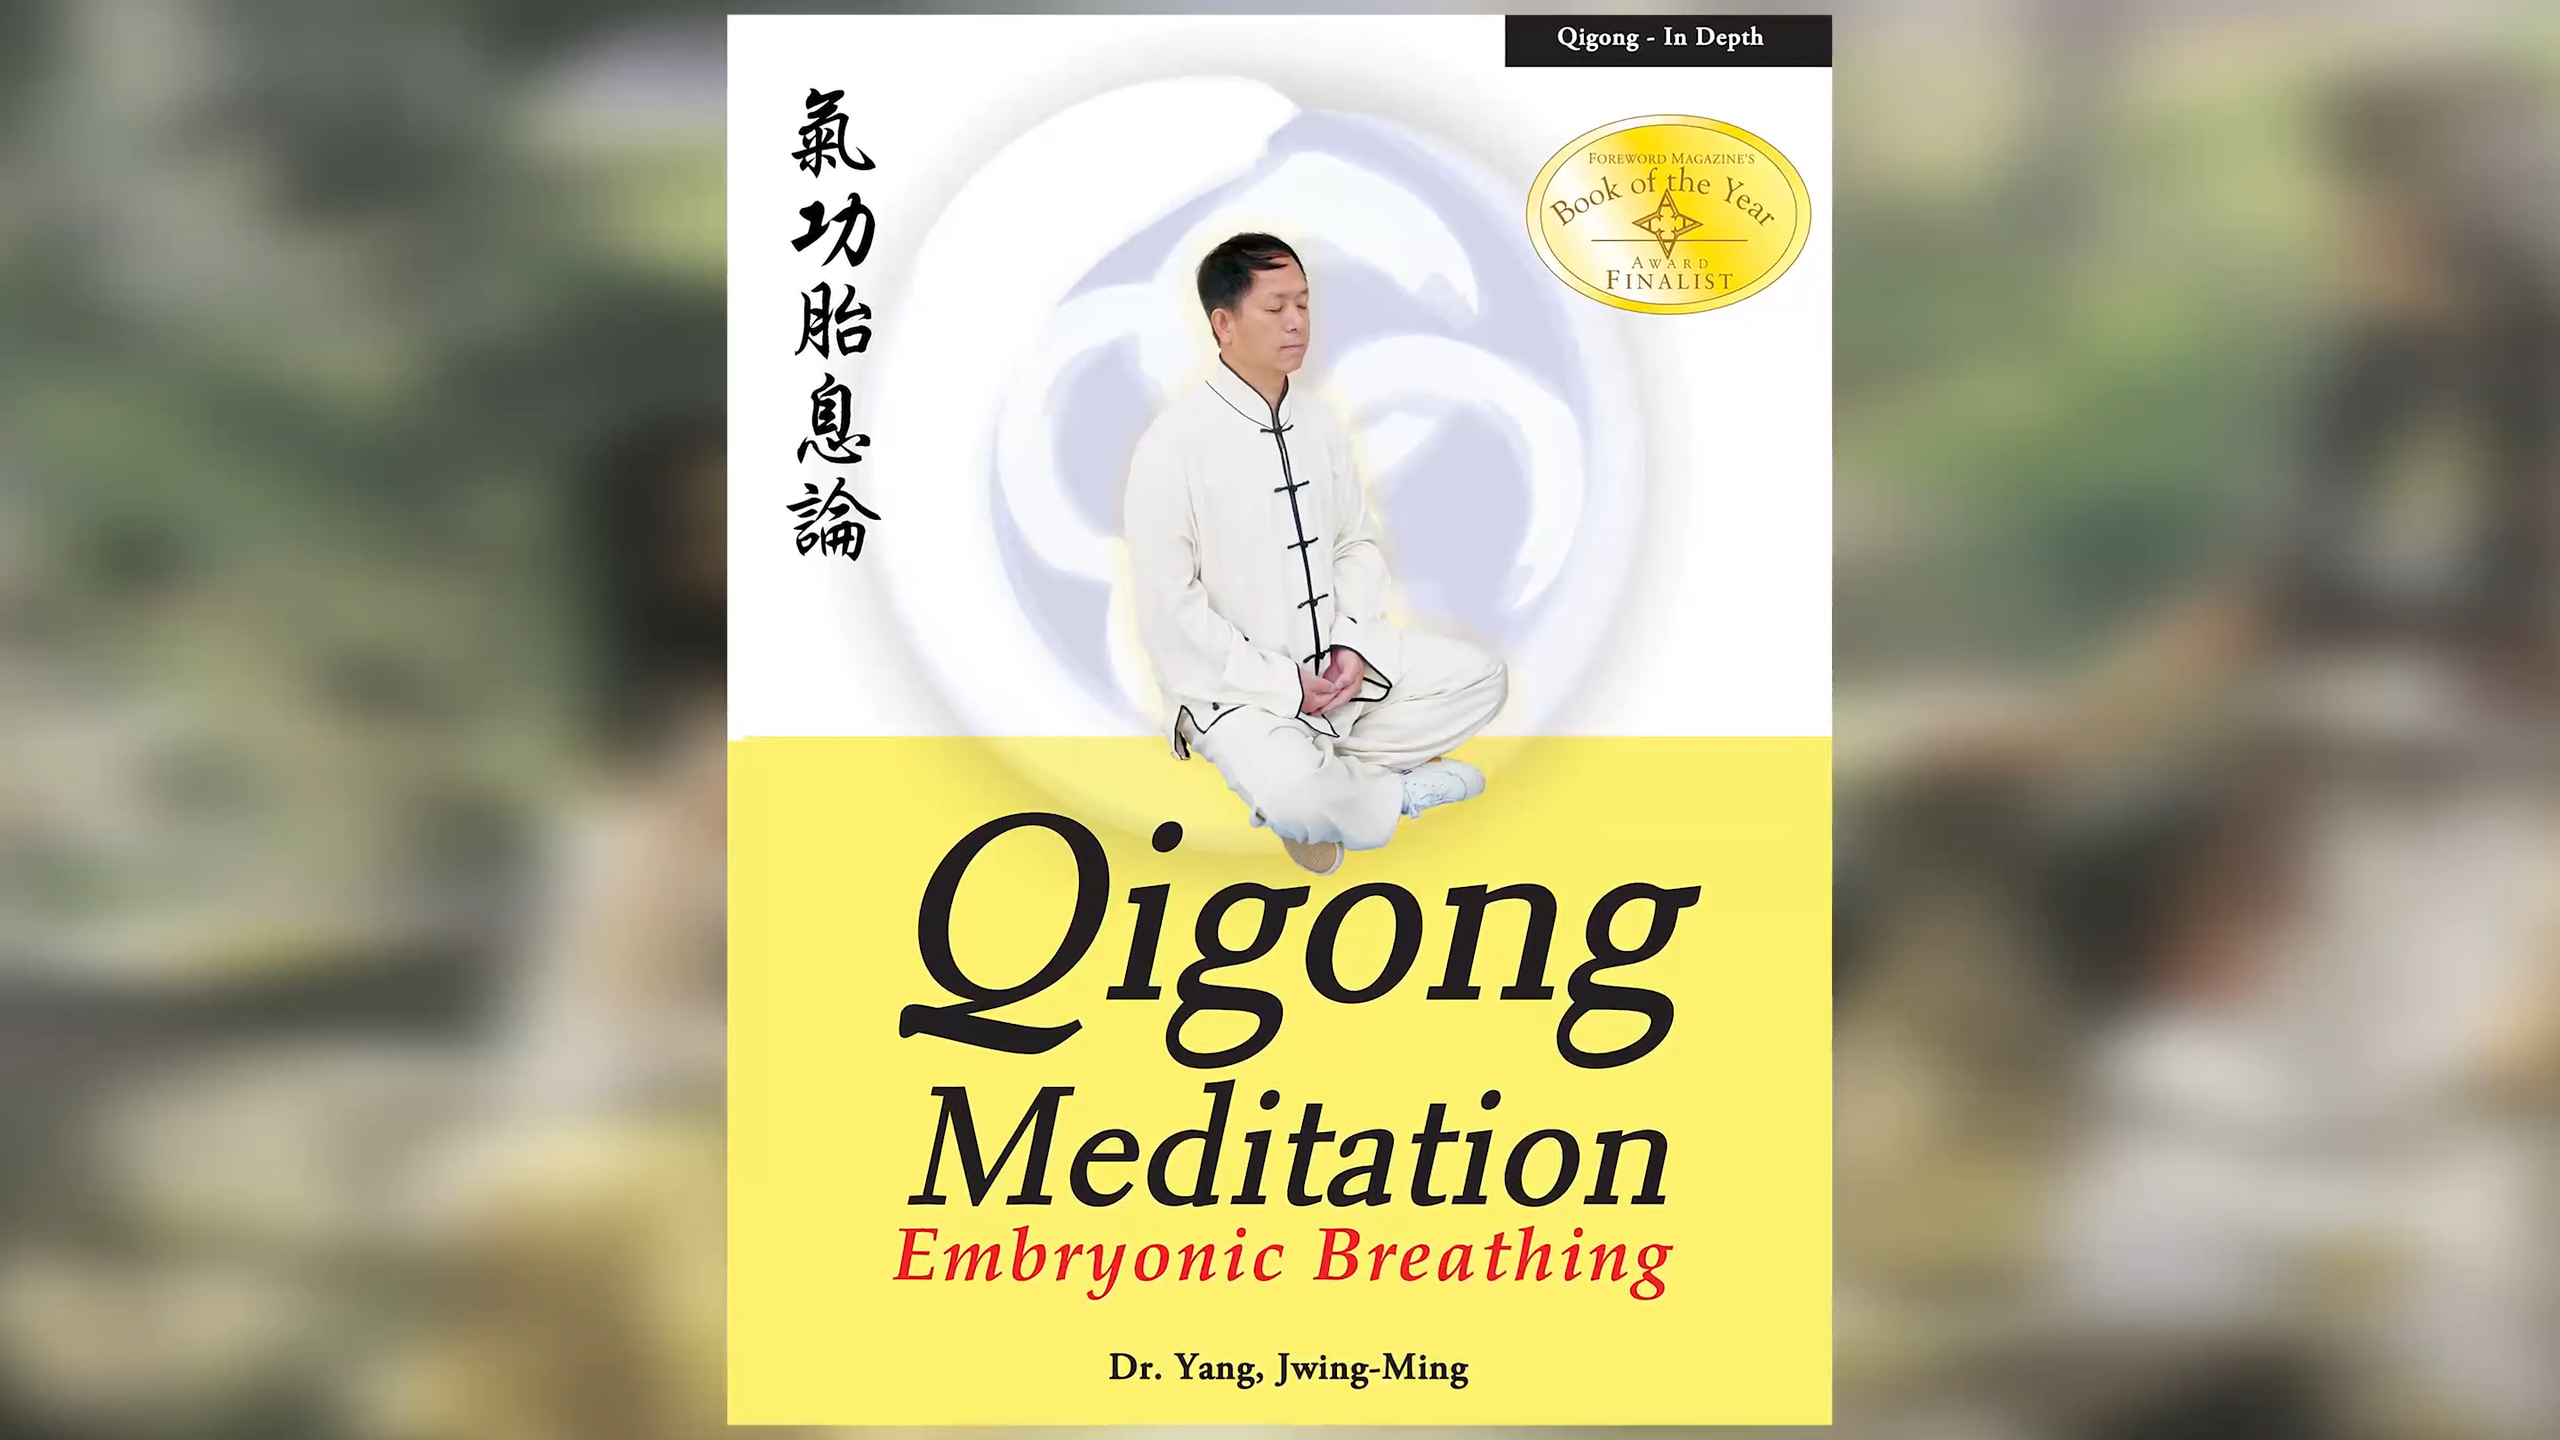 Qigong - In Depth
氣功胎息論
FOREWORD MAGAZINE'S
Book of the Year
AWARD
FINALIST
Qigong
Meditation
Embryonic Breathing
Dr. Yang, Jwing-Ming